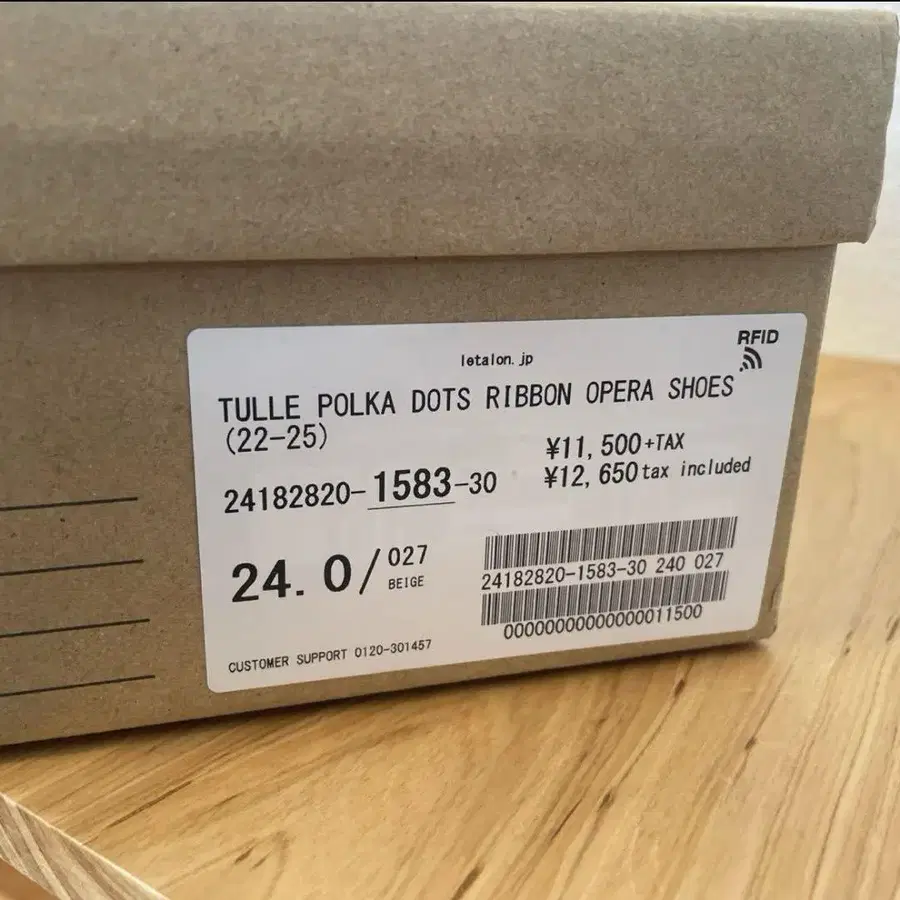 RFID
letalon.jp
TULLE POLKA DOTS RIBBON OPERA SHOES
(22-25)
¥11,500+TAX
¥12,650 tax included
24182820-1583-30
24.0/027
BEIGE
24182820-1583-30 240 027
00000000000000011500
CUSTOMER SUPPORT 0120-301457